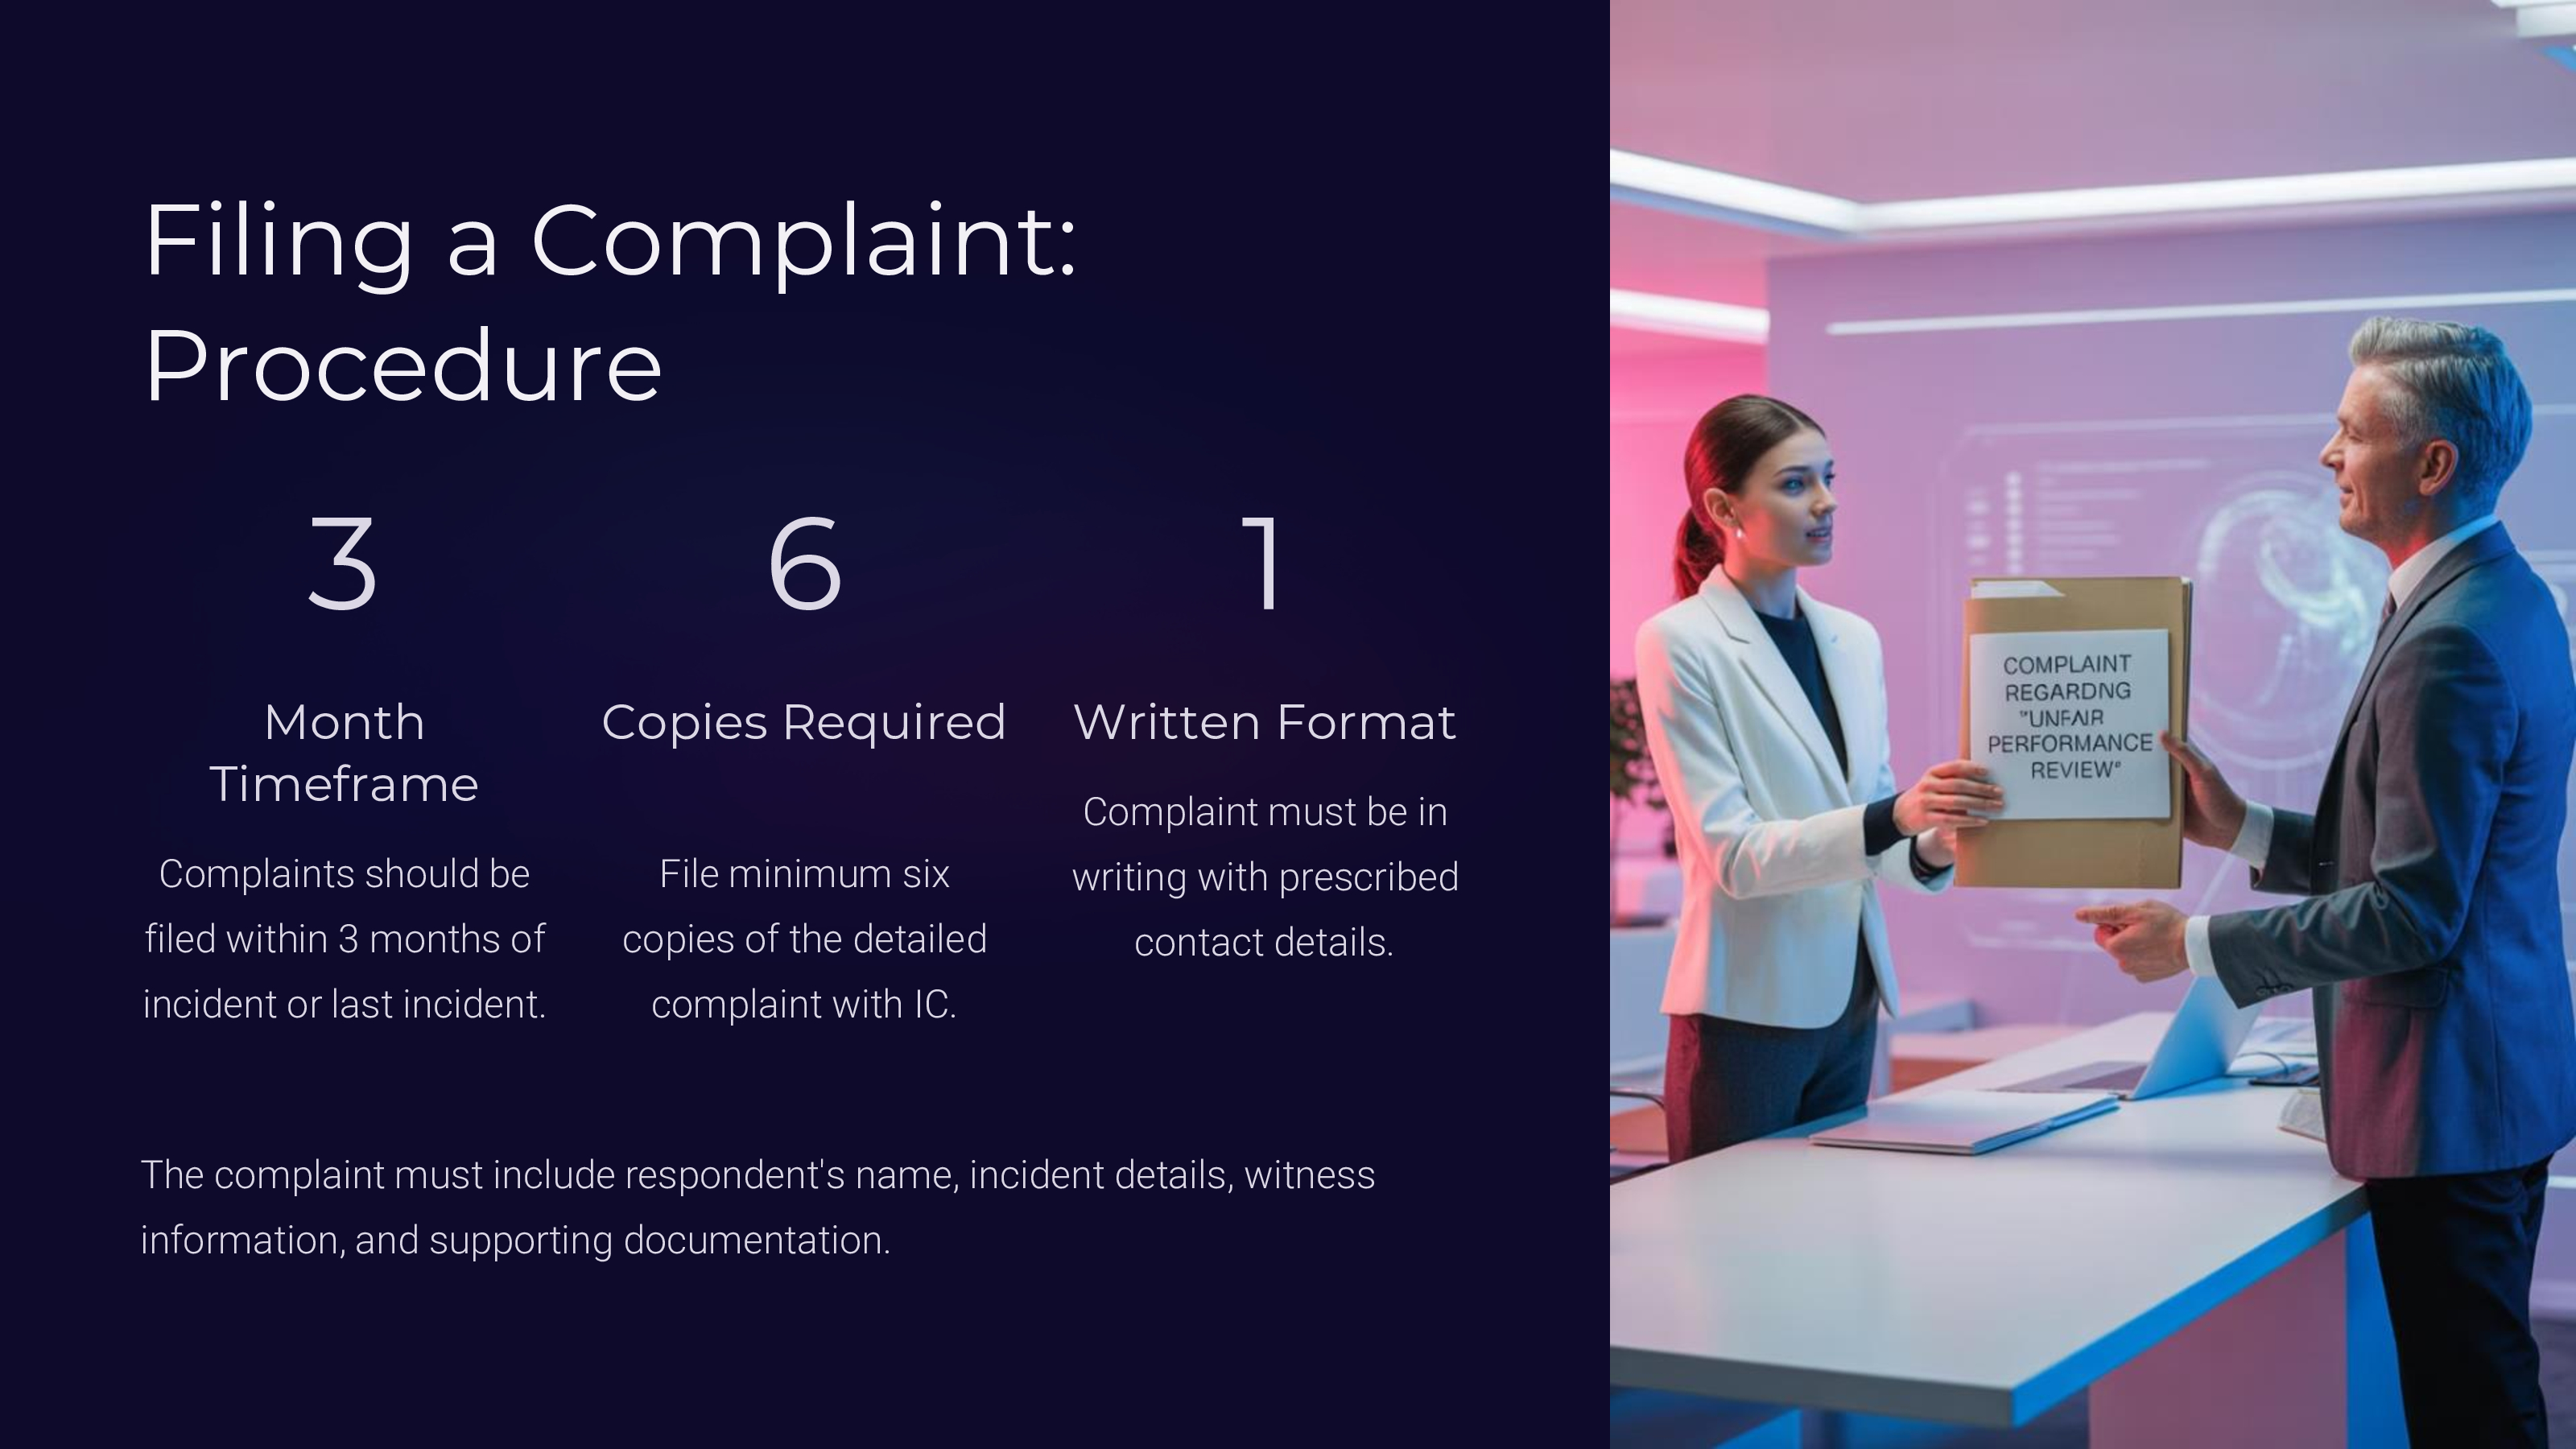 Filing a Complaint:
Procedure
3
Month
Timeframe
Complaints should be
filed within 3 months of
incident or last incident.
6
Copies Required
File minimum six
copies of the detailed
complaint with IC.
1
Written Format
Complaint must be in
writing with prescribed
contact details.
The complaint must include respondent's name, incident details, witness
information, and supporting documentation.
COMPLAINT
REGARDNG
"UNFAIR
PERFORMANCE
REVIEW"